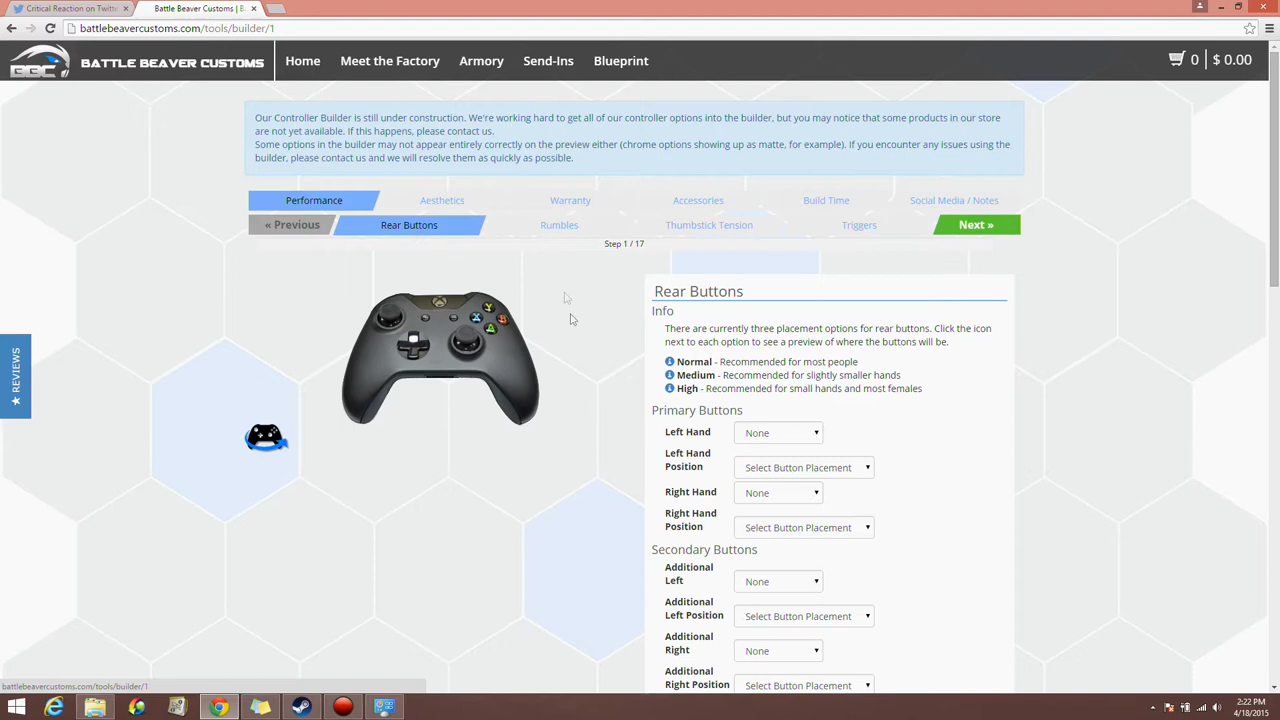 Critical Reaction on Twitt ×
Battle Beaver Customs | B ×
battlebeavercustoms.com/tools/builder/1
BBC BATTLE BEAVER CUSTOMS
Home Meet the Factory Armory Send-Ins Blueprint
0 $ 0.00
Our Controller Builder is still under construction. We're working hard to get all of our controller options into the builder, but you may notice that some products in our store
are not yet available. If this happens, please contact us.
Some options in the builder may not appear entirely correctly on the preview either (chrome options showing up as matte, for example). If you encounter any issues using the
builder, please contact us and we will resolve them as quickly as possible.
Performance Aesthetics Warranty Accessories Build Time Social Media / Notes
« Previous Rear Buttons Rumbles Thumbstick Tension Triggers Next »
Step 1 / 17
Y
X B
A
★ REVIEWS
Rear Buttons
Info
There are currently three placement options for rear buttons. Click the icon
next to each option to see a preview of where the buttons will be.
Normal - Recommended for most people
Medium - Recommended for slightly smaller hands
High - Recommended for small hands and most females
Primary Buttons
Left Hand None
Left Hand
Position Select Button Placement
Right Hand None
Right Hand
Position Select Button Placement
Secondary Buttons
Additional
Left None
Additional
Left Position Select Button Placement
Additional
Right None
Additional
Right Position Select Button Placement
battlebeavercustoms.com/tools/builder/1
2:22 PM
4/18/2015